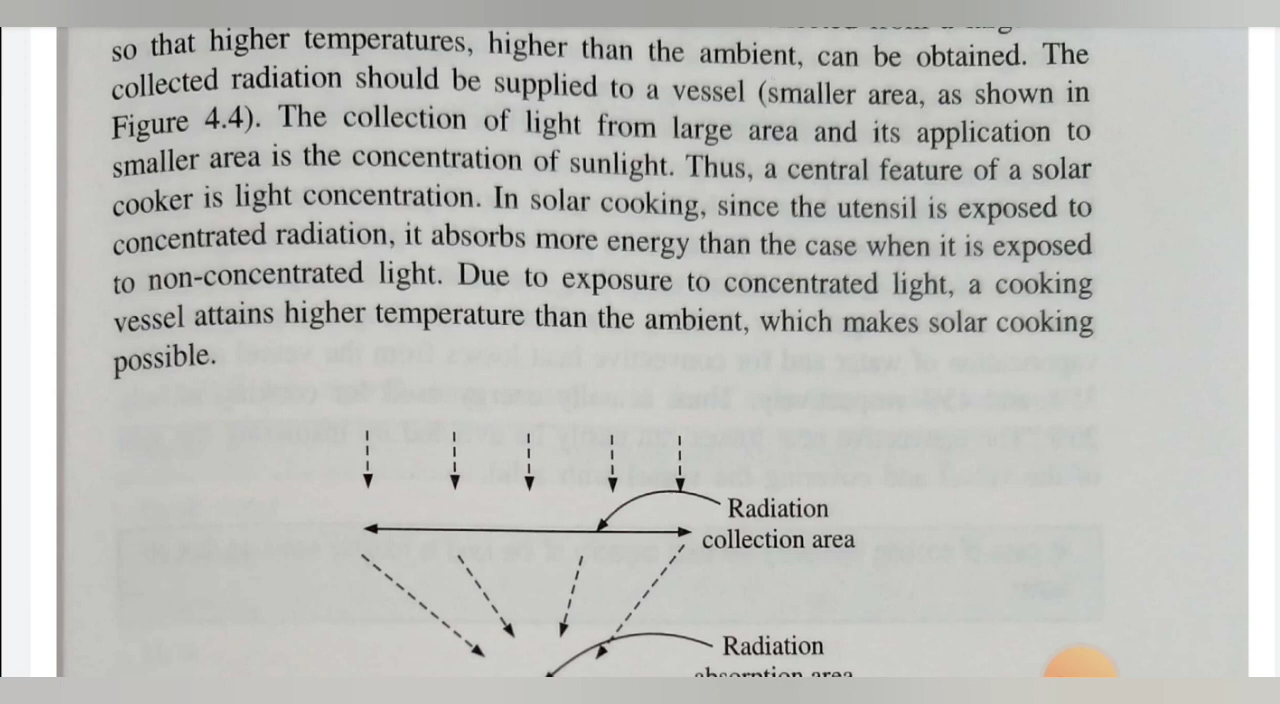 so that higher temperatures, higher than the ambient, can be obtained. The
collected radiation should be supplied to a vessel (smaller area, as shown in
Figure 4.4). The collection of light from large area and its application to
smaller area is the concentration of sunlight. Thus, a central feature of a solar
cooker is light concentration. In solar cooking, since the utensil is exposed to
concentrated radiation, it absorbs more energy than the case when it is exposed
to non-concentrated light. Due to exposure to concentrated light, a cooking
vessel attains higher temperature than the ambient, which makes solar cooking
possible.
Radiation
collection area
Radiation
absorption area